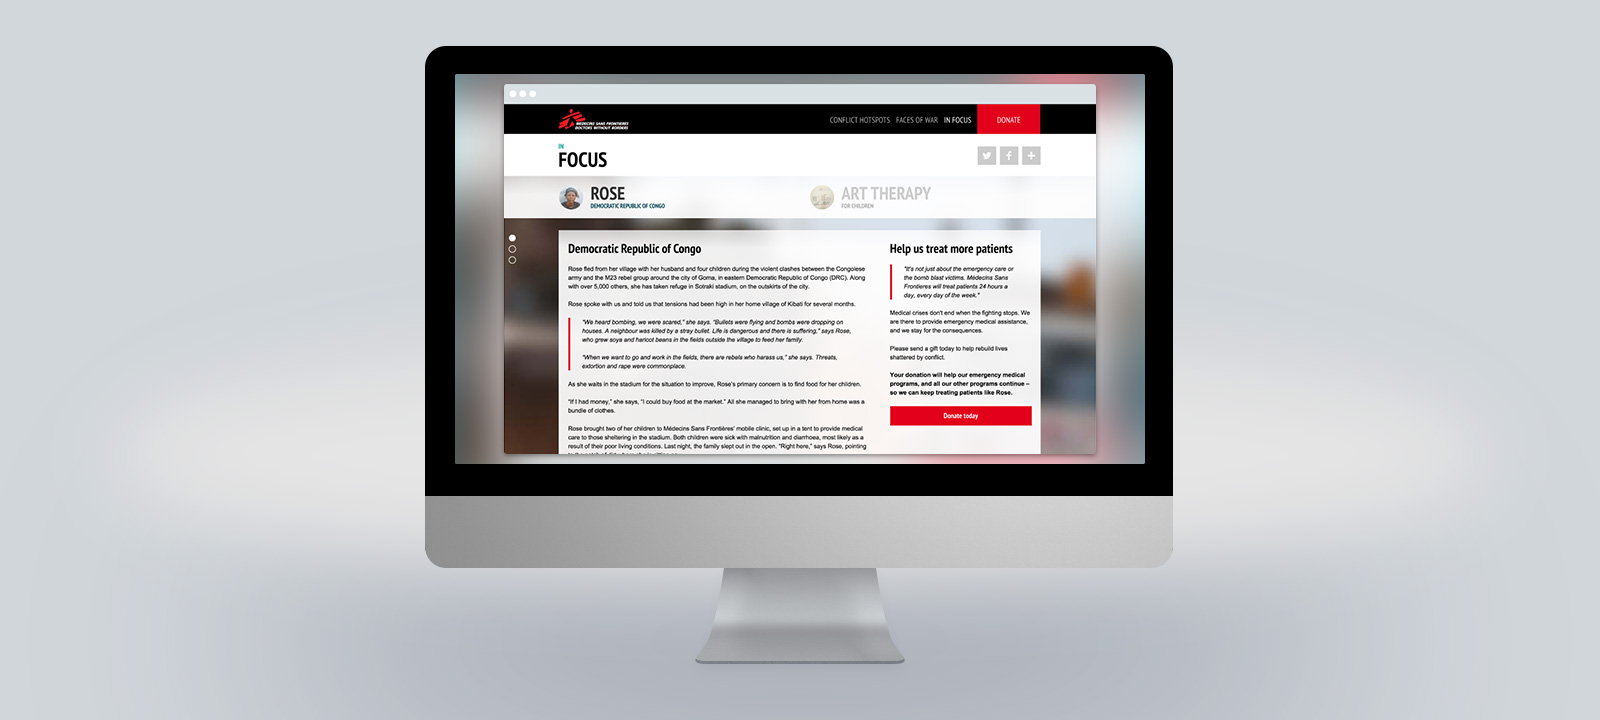 MEDECINS SANS FRONTIERES
DOCTORS WITHOUT BORDERS
CONFLICT HOTSPOTS FACES OF WAR IN FOCUS DONATE
IN
FOCUS
ROSE
DEMOCRATIC REPUBLIC OF CONGO
ART THERAPY
FOR CHILDREN
Democratic Republic of Congo
Rose fled from her village with her husband and four children during the violent clashes between the Congolese
army and the M23 rebel group around the city of Goma, in eastern Democratic Republic of Congo (DRC). Along
with over 5,000 others, she has taken refuge in Sotraki stadium, on the outskirts of the city.
Rose spoke with us and told us that tensions had been high in her home village of Kibati for several months.
"We heard bombing, we were scared," she says. "Bullets were flying and bombs were dropping on
houses. A neighbour was killed by a stray bullet. Life is dangerous and there is suffering," says Rose,
who grew soya and haricot beans in the fields outside the village to feed her family.
"When we want to go and work in the fields, there are rebels who harass us," she says. Threats,
extortion and rape were commonplace.
As she waits in the stadium for the situation to improve, Rose's primary concern is to find food for her children.
"If I had money," she says, "I could buy food at the market." All she managed to bring with her from home was a
bundle of clothes.
Rose brought two of her children to Médecins Sans Frontières' mobile clinic, set up in a tent to provide medical
care to those sheltering in the stadium. Both children were sick with malnutrition and diarrhoea, most likely as a
result of their poor living conditions. Last night, the family slept out in the open. "Right here," says Rose, pointing
Help us treat more patients
"It's not just about the emergency care or
the bomb blast victims. Médecins Sans
Frontieres will treat patients 24 hours a
day, every day of the week."
Medical crises don't end when the fighting stops. We
are there to provide emergency medical assistance,
and we stay for the consequences.
Please send a gift today to help rebuild lives
shattered by conflict.
Your donation will help our emergency medical
programs, and all our other programs continue –
so we can keep treating patients like Rose.
Donate today